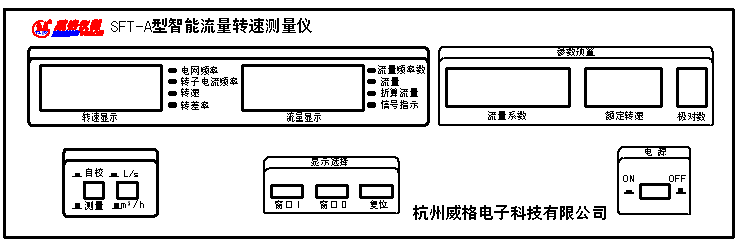 威格仪器 SFT-A型智能流量转速测量仪
参数预置
电网频率
转子电流频率
转速
转差率
流量频率数
流量
折算流量
信号指示
转速显示
流量显示
流量系数
额定转速
极对数
自校
L/s
测量
m³/h
显示选择
窗口I
窗口II
复位
电源
ON
OFF
杭州威格电子科技有限公司